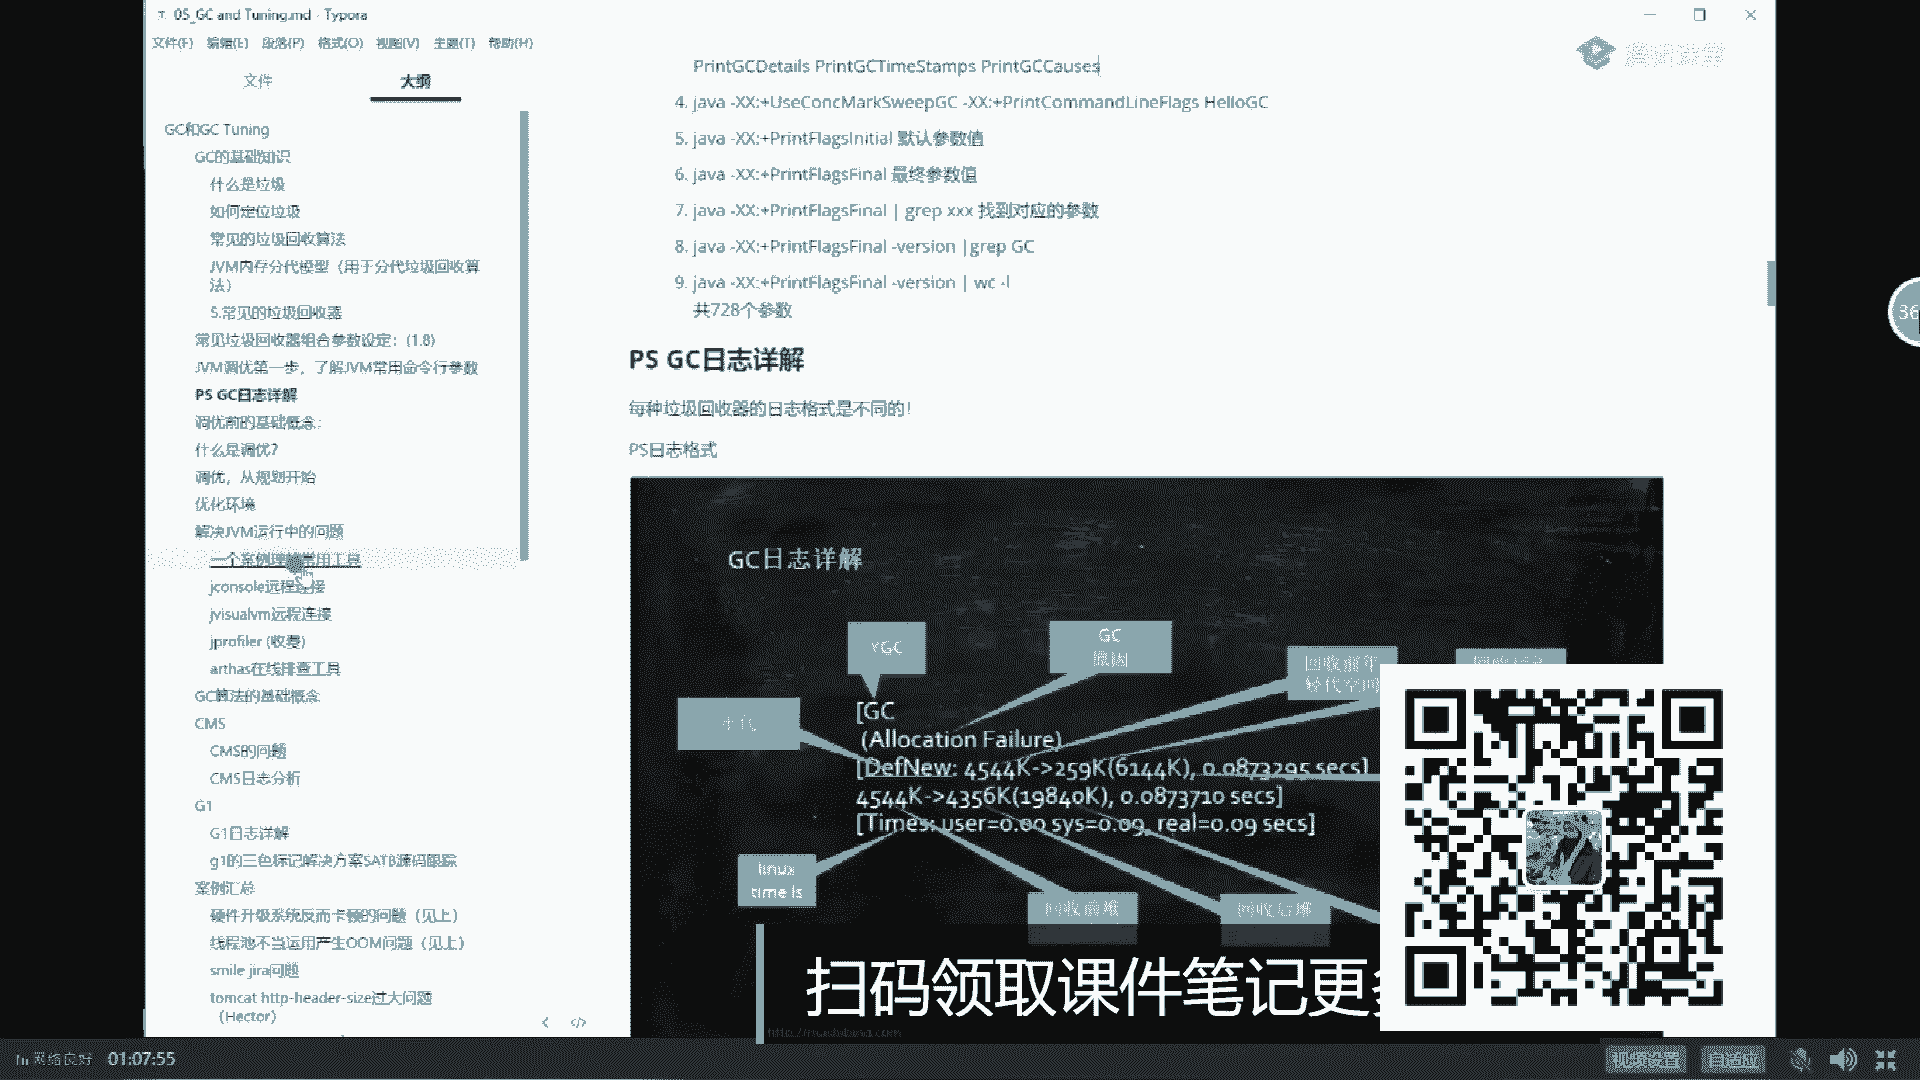 05_GC and Tuning.md - Typora
文件(F) 编辑(E) 段落(P) 格式(O) 视图(V) 主题(T) 帮助(H)
文件
大纲
GC和GC Tuning
GC的基础知识
什么是垃圾
如何定位垃圾
常见的垃圾回收算法
JVM内存分代模型（用于分代垃圾回收算
法）
5.常见的垃圾回收器
常见垃圾回收器组合参数设定：(1.8)
JVM调优第一步，了解JVM常用命令行参数
PS GC日志详解
调优前的基础概念：
什么是调优？
调优，从规划开始
优化环境
解决JVM运行中的问题
一个案例理解常用工具
jconsole远程连接
jvisualvm远程连接
jprofiler (收费)
arthas在线排查工具
GC算法的基础概念
CMS
CMS的问题
CMS日志分析
G1
G1日志详解
g1的三色标记解决方案SATB源码跟踪
案例汇总
硬件升级系统反而卡顿的问题（见上）
线程池不当运用产生OOM问题（见上）
smile jira问题
tomcat http-header-size过大问题
（Hector）
PrintGCDetails PrintGCTimeStamps PrintGCCauses
4. java -XX:+UseConcMarkSweepGC -XX:+PrintCommandLineFlags HelloGC
5. java -XX:+PrintFlagsInitial 默认参数值
6. java -XX:+PrintFlagsFinal 最终参数值
7. java -XX:+PrintFlagsFinal | grep xxx 找到对应的参数
8. java -XX:+PrintFlagsFinal -version |grep GC
9. java -XX:+PrintFlagsFinal -version | wc -l
共728个参数
PS GC日志详解
每种垃圾回收器的日志格式是不同的！
PS日志格式
GC日志详解
YGC
GC
原因
回收前年
轻代空间
年代
[GC
(Allocation Failure)
[DefNew: 4544K->259K(6144K), 0.0873295 secs]
4544K->4356K(19840K), 0.0873710 secs]
[Times: user=0.00 sys=0.09, real=0.09 secs]
linux
time ls
回收前堆
回收后堆
扫码领取课件笔记更
http://mashibing.com
36
网络良好 01:07:55
视频设置
自适应